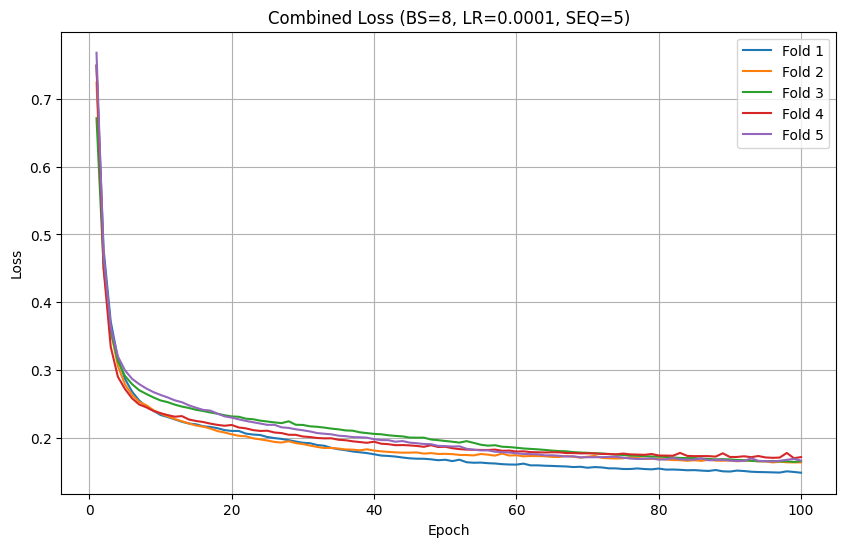 Combined Loss (BS=8, LR=0.0001, SEQ=5)
Fold 1
Fold 2
Fold 3
Fold 4
Fold 5
Loss
0.7
0.6
0.5
0.4
0.3
0.2
0
20
40
60
80
100
Epoch